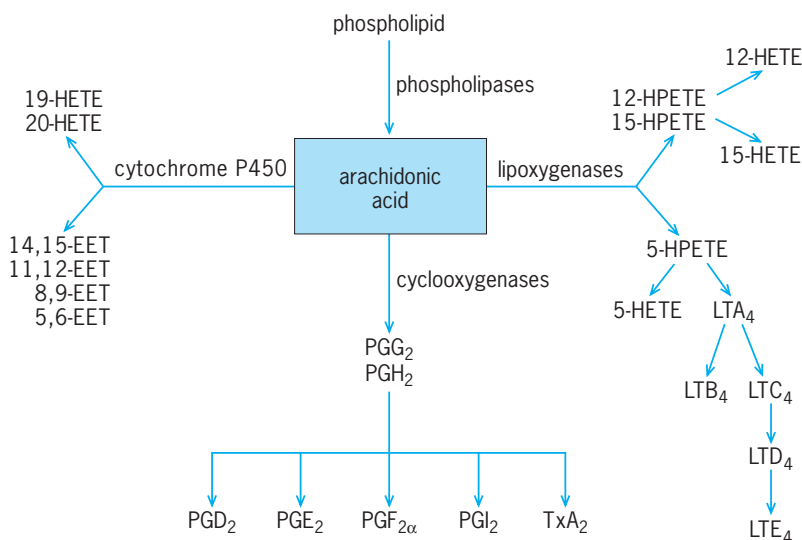 phospholipid
phospholipases
12-HETE
19-HETE
20-HETE
12-HPETE
15-HPETE
15-HETE
cytochrome P450
arachidonic
acid
lipoxygenases
14,15-EET
11,12-EET
8,9-EET
5,6-EET
5-HPETE
cyclooxygenases
5-HETE
LTA₄
PGG₂
PGH₂
LTB₄
LTC₄
LTD₄
PGD₂
PGE₂
PGF₂α
PGI₂
TxA₂
LTE₄